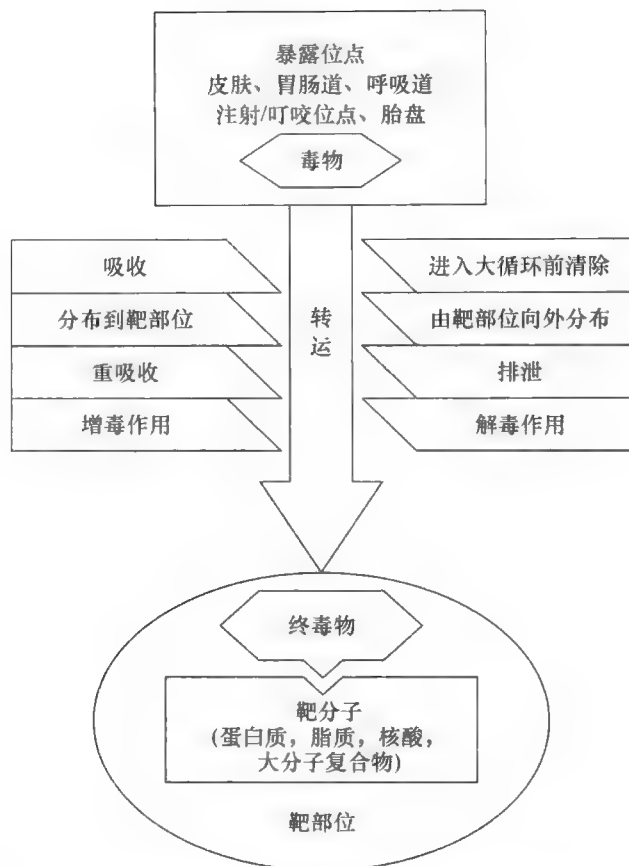 暴露位点
皮肤、胃肠道、呼吸道
注射/叮咬位点、胎盘
毒物
吸收
分布到靶部位
重吸收
增毒作用
转运
进入大循环前清除
由靶部位向外分布
排泄
解毒作用
终毒物
靶分子
(蛋白质，脂质，核酸，
大分子复合物)
靶部位